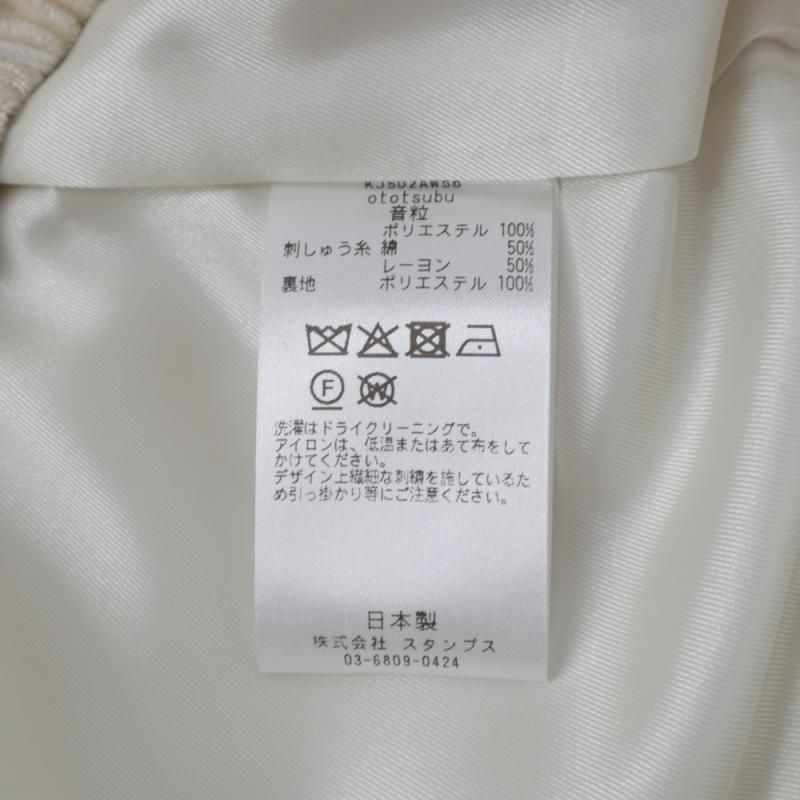 KJS02AW56
ototsubu
音粒
ポリエステル 100%
刺しゅう糸 綿 50%
レーヨン 50%
裏地 ポリエステル 100%
F
W
洗濯はドライクリーニングで。
アイロンは、低温またはあて布をして
かけてください。
デザイン上繊細な刺繍を施しているた
め引っ掛かり等にご注意ください。
日本製
株式会社 スタンプス
03-6809-0424